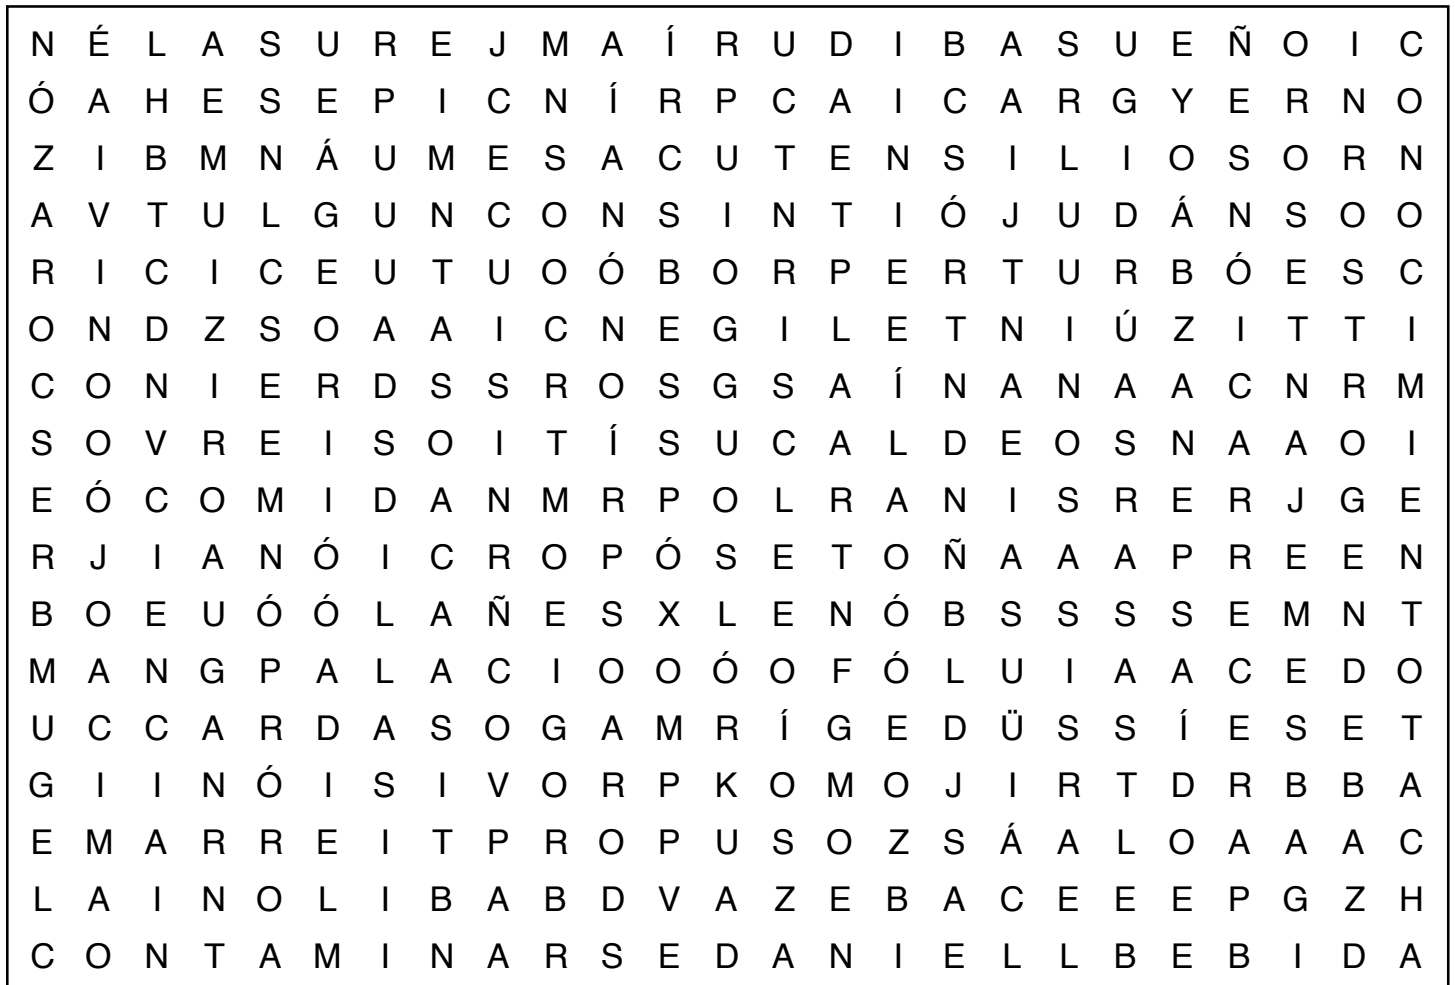 N É L A S U R E J M A Í R U D I B A S U E Ñ O I C
Ó A H E S E P I C N Í R P C A I C A R G Y E R N O
Z I B M N Á U M E S A C U T E N S I L I O S O R N
A V T U L G U N C O N S I N T I Ó J U D Á N S O O
R I C I C E U T U O Ó B O R P E R T U R B Ó E S C
O N D Z S O A A I C N E G I L E T N I Ú Z I T T I
C O N I E R D S S R O S G S A Í N A N A A C N R M
S O V R E I S O I T Í S U C A L D E O S N A A O I
E Ó C O M I D A N M R P O L R A N I S R E R J G E
R J I A N Ó I C R O P Ó S E T O Ñ A A A P R E E N
B O E U Ó Ó L A Ñ E S X L E N Ó B S S S S E M N T
M A N G P A L A C I O O Ó O F Ó L U I A A C E D O
U C C A R D A S O G A M R Í G E D Ü S S Í E S E T
G I I N Ó I S I V O R P K O M O J I R T D R B B A
E M A R R E I T P R O P U S O Z S Á A L O A A A C
L A I N O L I B A B D V A Z E B A C E E E P G Z H
C O N T A M I N A R S E D A N I E L L B E B I D A